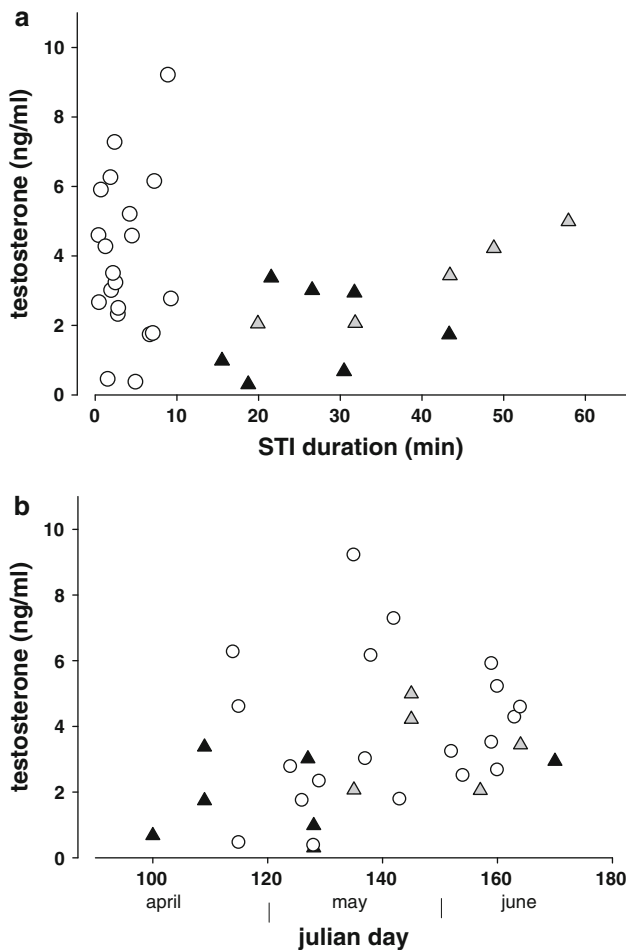 a
testosterone (ng/ml)
10
8
6
4
2
0
0 10 20 30 40 50 60
STI duration (min)
b
testosterone (ng/ml)
10
8
6
4
2
0
100 120 140 160 180
april may june
julian day